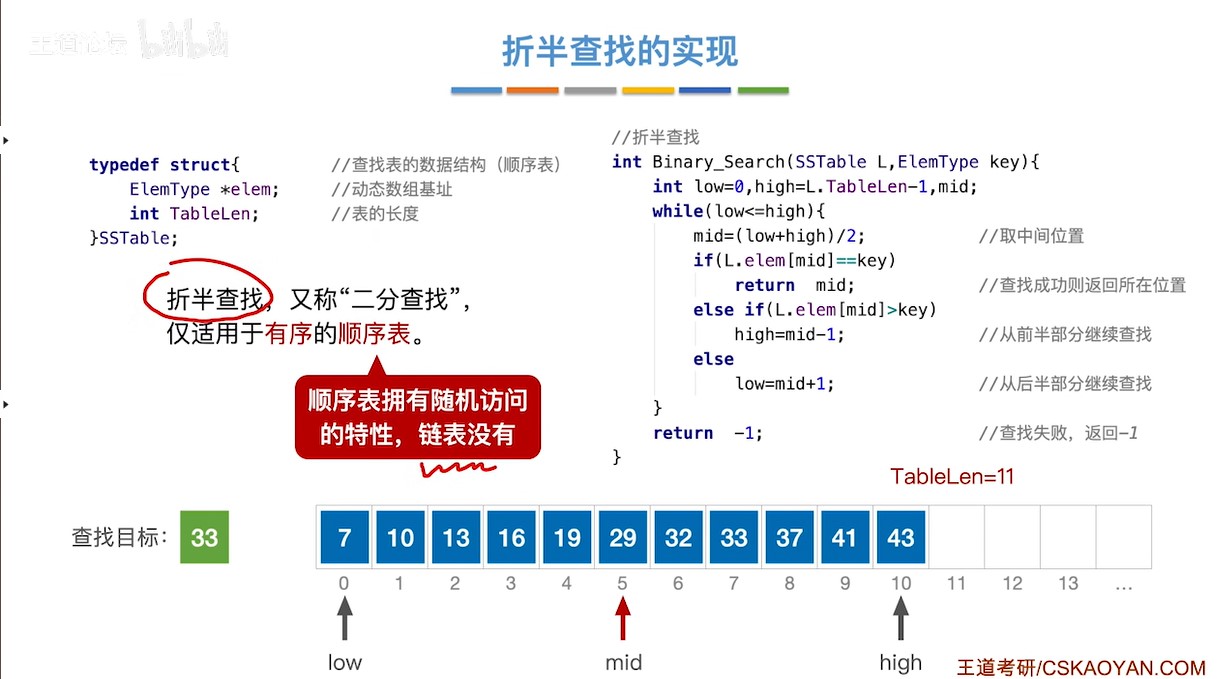 王道论坛 bilibili
折半查找的实现
typedef struct{ //查找表的数据结构（顺序表）
ElemType *elem; //动态数组基址
int TableLen; //表的长度
}SSTable;
折半查找，又称“二分查找”，
仅适用于有序的顺序表。
顺序表拥有随机访问
的特性，链表没有
//折半查找
int Binary_Search(SSTable L,ElemType key){
int low=0,high=L.TableLen-1,mid;
while(low<=high){
mid=(low+high)/2; //取中间位置
if(L.elem[mid]==key)
return mid; //查找成功则返回所在位置
else if(L.elem[mid]>key)
high=mid-1; //从前半部分继续查找
else
low=mid+1; //从后半部分继续查找
}
return -1; //查找失败，返回-1
}
TableLen=11
查找目标： 33 7 10 13 16 19 29 32 33 37 41 43
0 1 2 3 4 5 6 7 8 9 10 11 12 13 ...
low mid high
王道考研/CSKAOYAN.COM